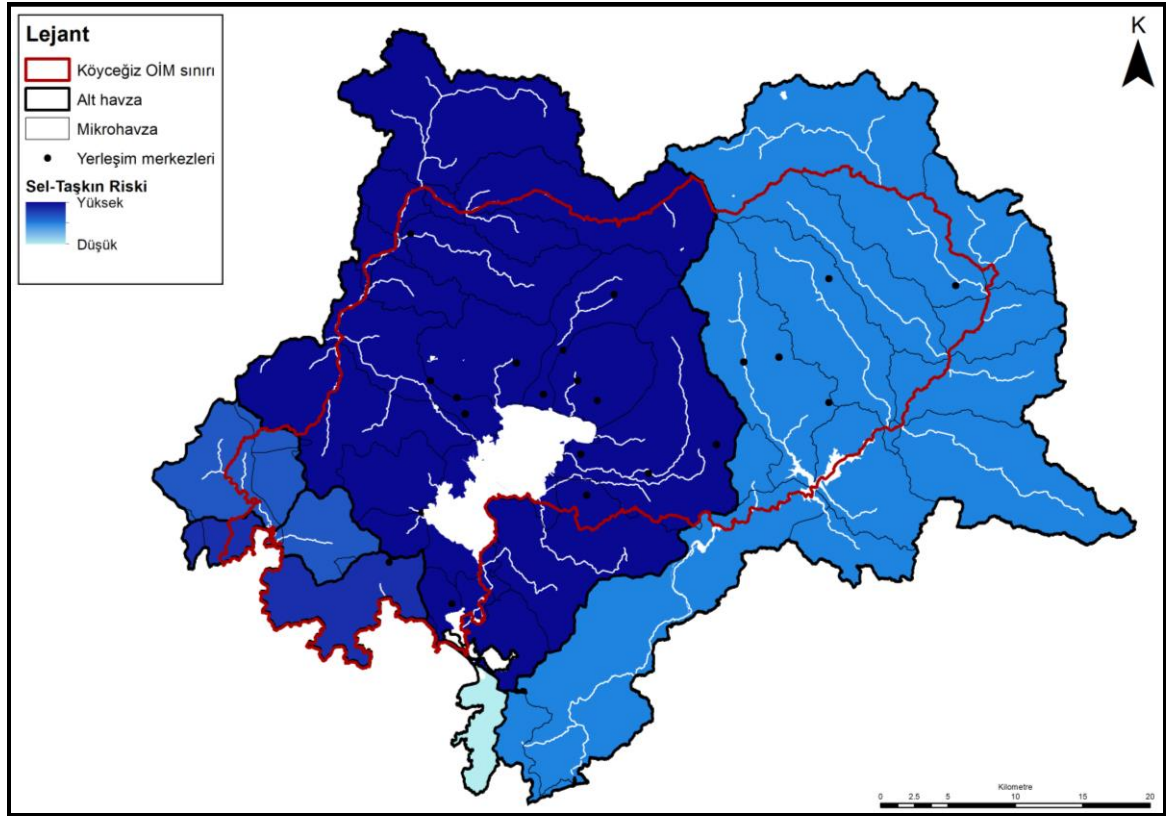 Lejant
Köyceğiz OİM sınırı
Alt havza
Mikrohavza
Yerleşim merkezleri
Sel-Taşkın Riski
Yüksek
Düşük
K
Kilometre
0 2.5 5 10 15 20